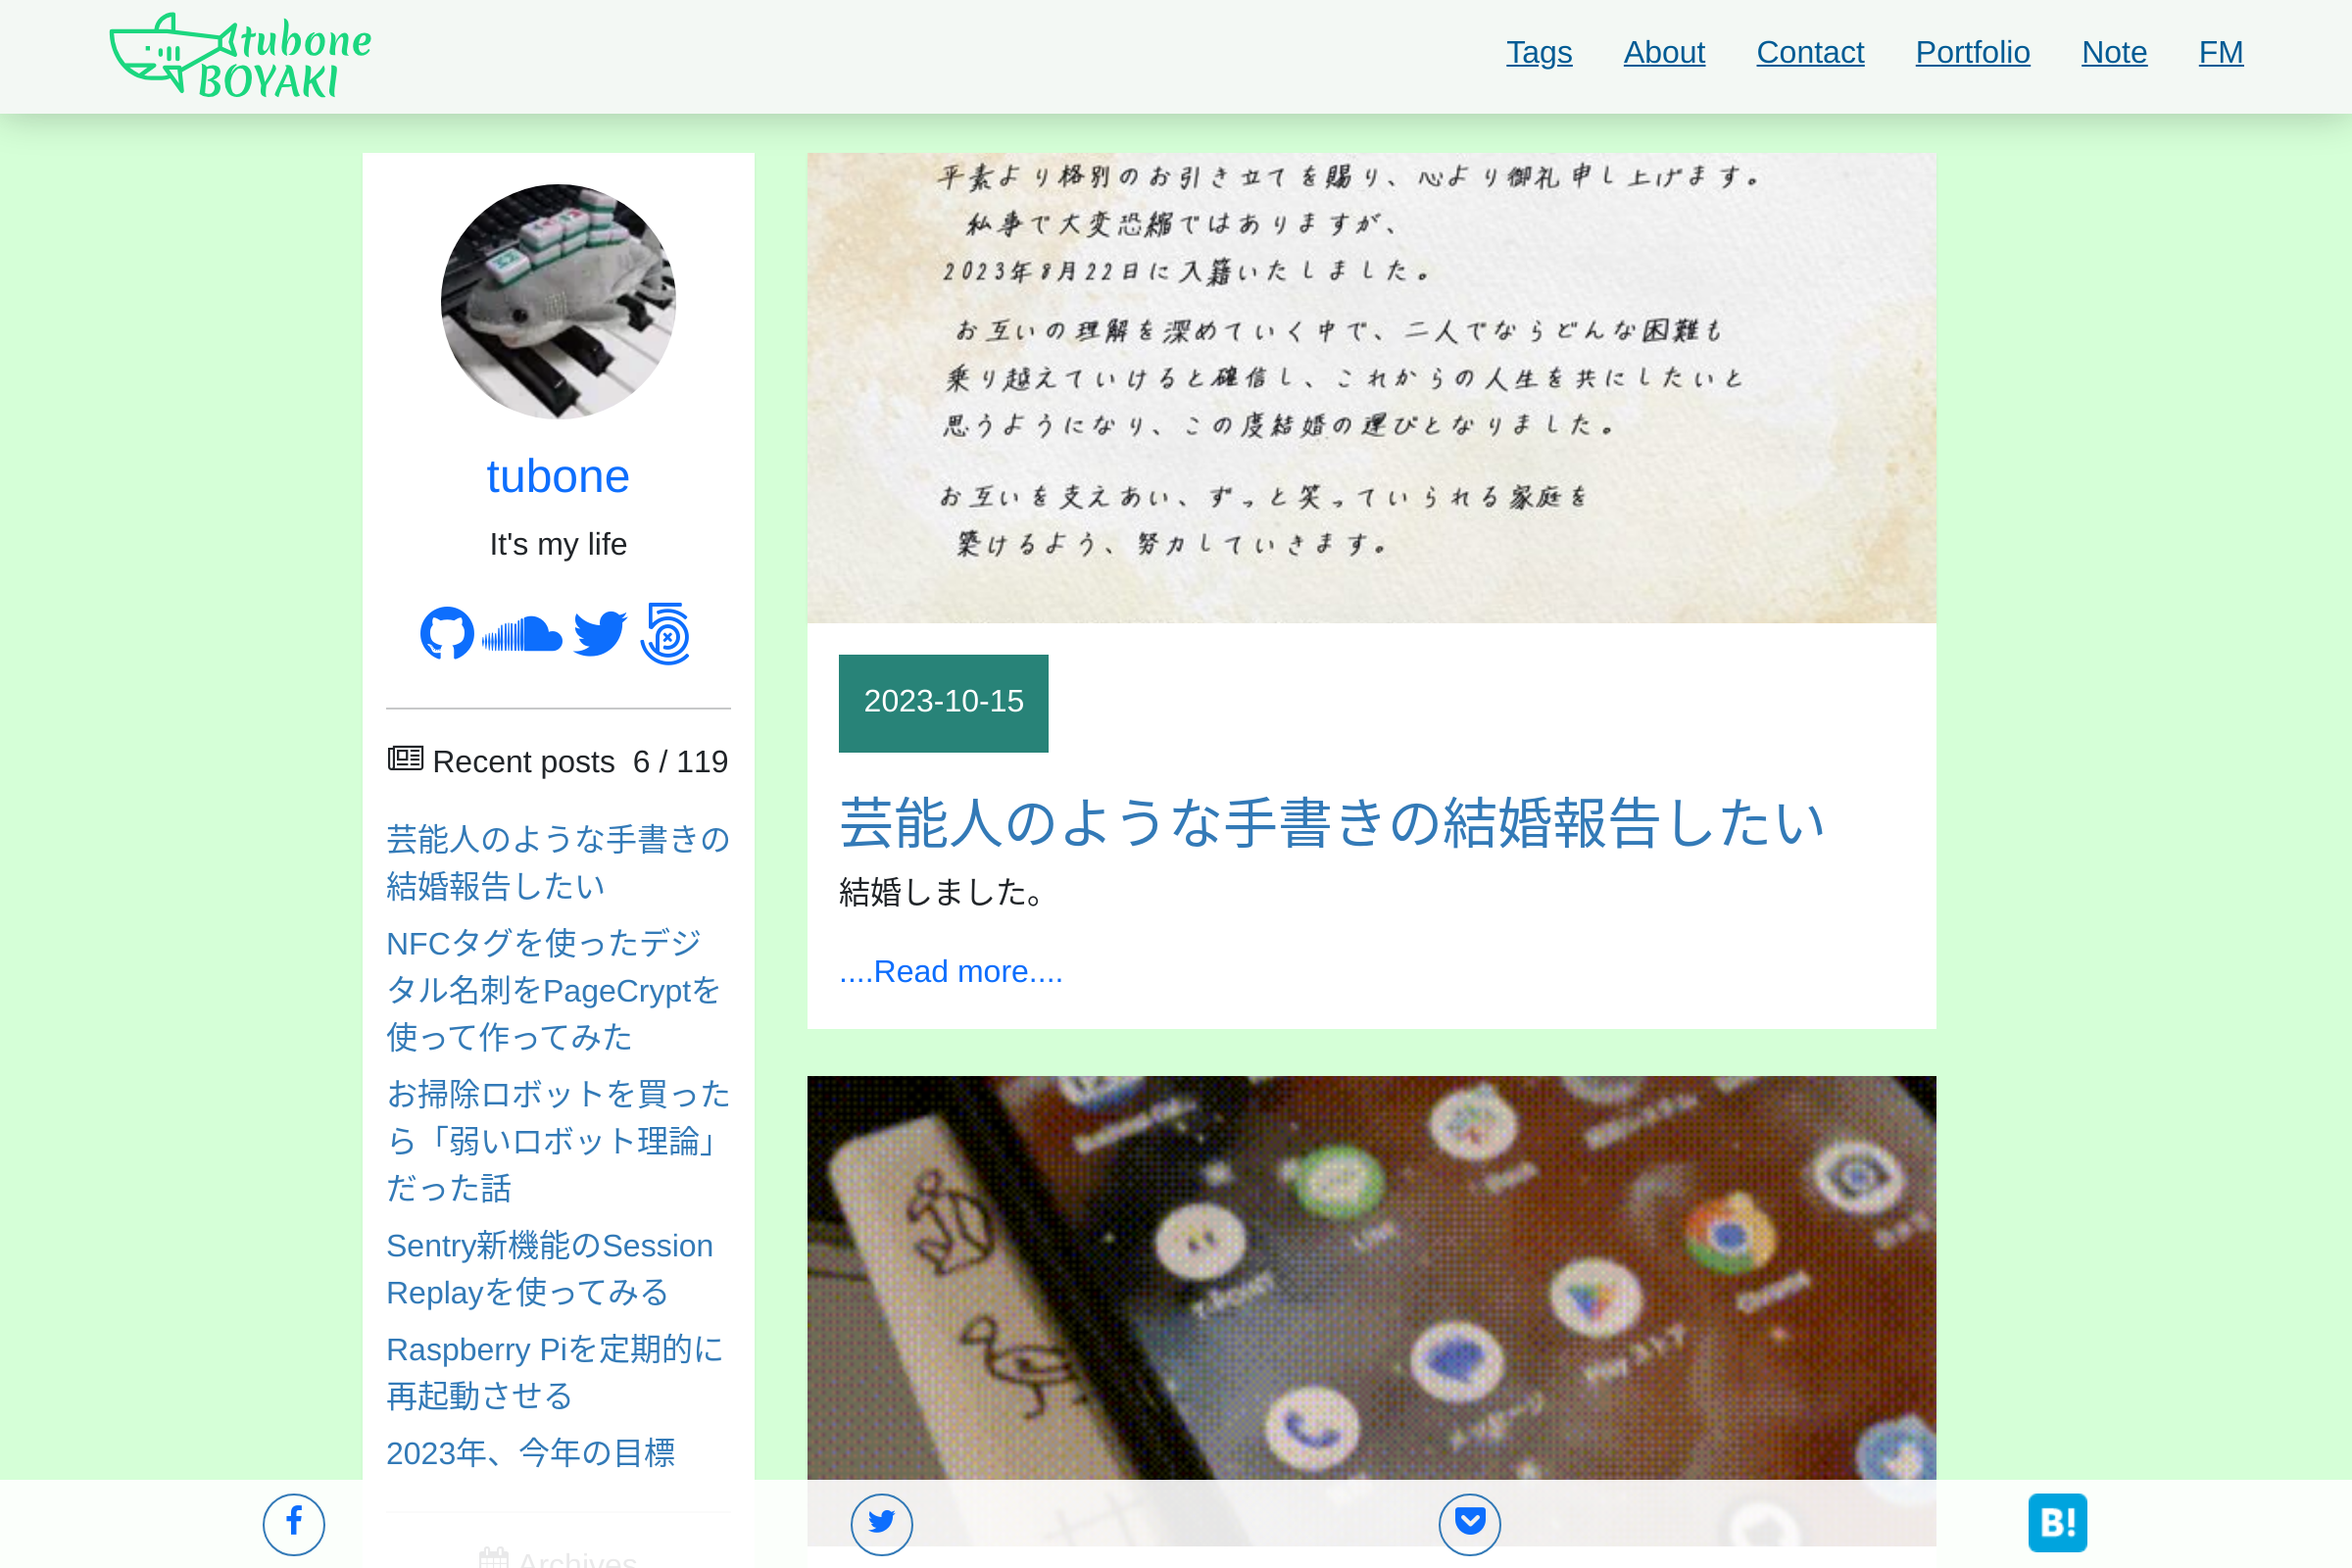 tubone
BOYAKI
Tags About Contact Portfolio Note FM
tubone
It's my life
Recent posts 6 / 119
芸能人のような手書きの
結婚報告したい
NFCタグを使ったデジ
タル名刺をPageCryptを
使って作ってみた
お掃除ロボットを買った
ら「弱いロボット理論」
だった話
Sentry新機能のSession
Replayを使ってみる
Raspberry Piを定期的に
再起動させる
2023年、今年の目標
Archives
平素より格別のお引き立てを賜り、心より御礼申し上げます。
私事で大変恐縮ではありますが、
2023年8月22日に入籍いたしました。
お互いの理解を深めていく中で、二人でならどんな困難も
乗り越えていけると確信し、これからの人生を共にしたいと
思うようになり、この度結婚の運びとなりました。
お互いを支えあい、ずっと笑っていられる家庭を
築けるよう、努力していきます。
2023-10-15
芸能人のような手書きの結婚報告したい
結婚しました。
....Read more....
LINE
Chrome
Play ストア
B!